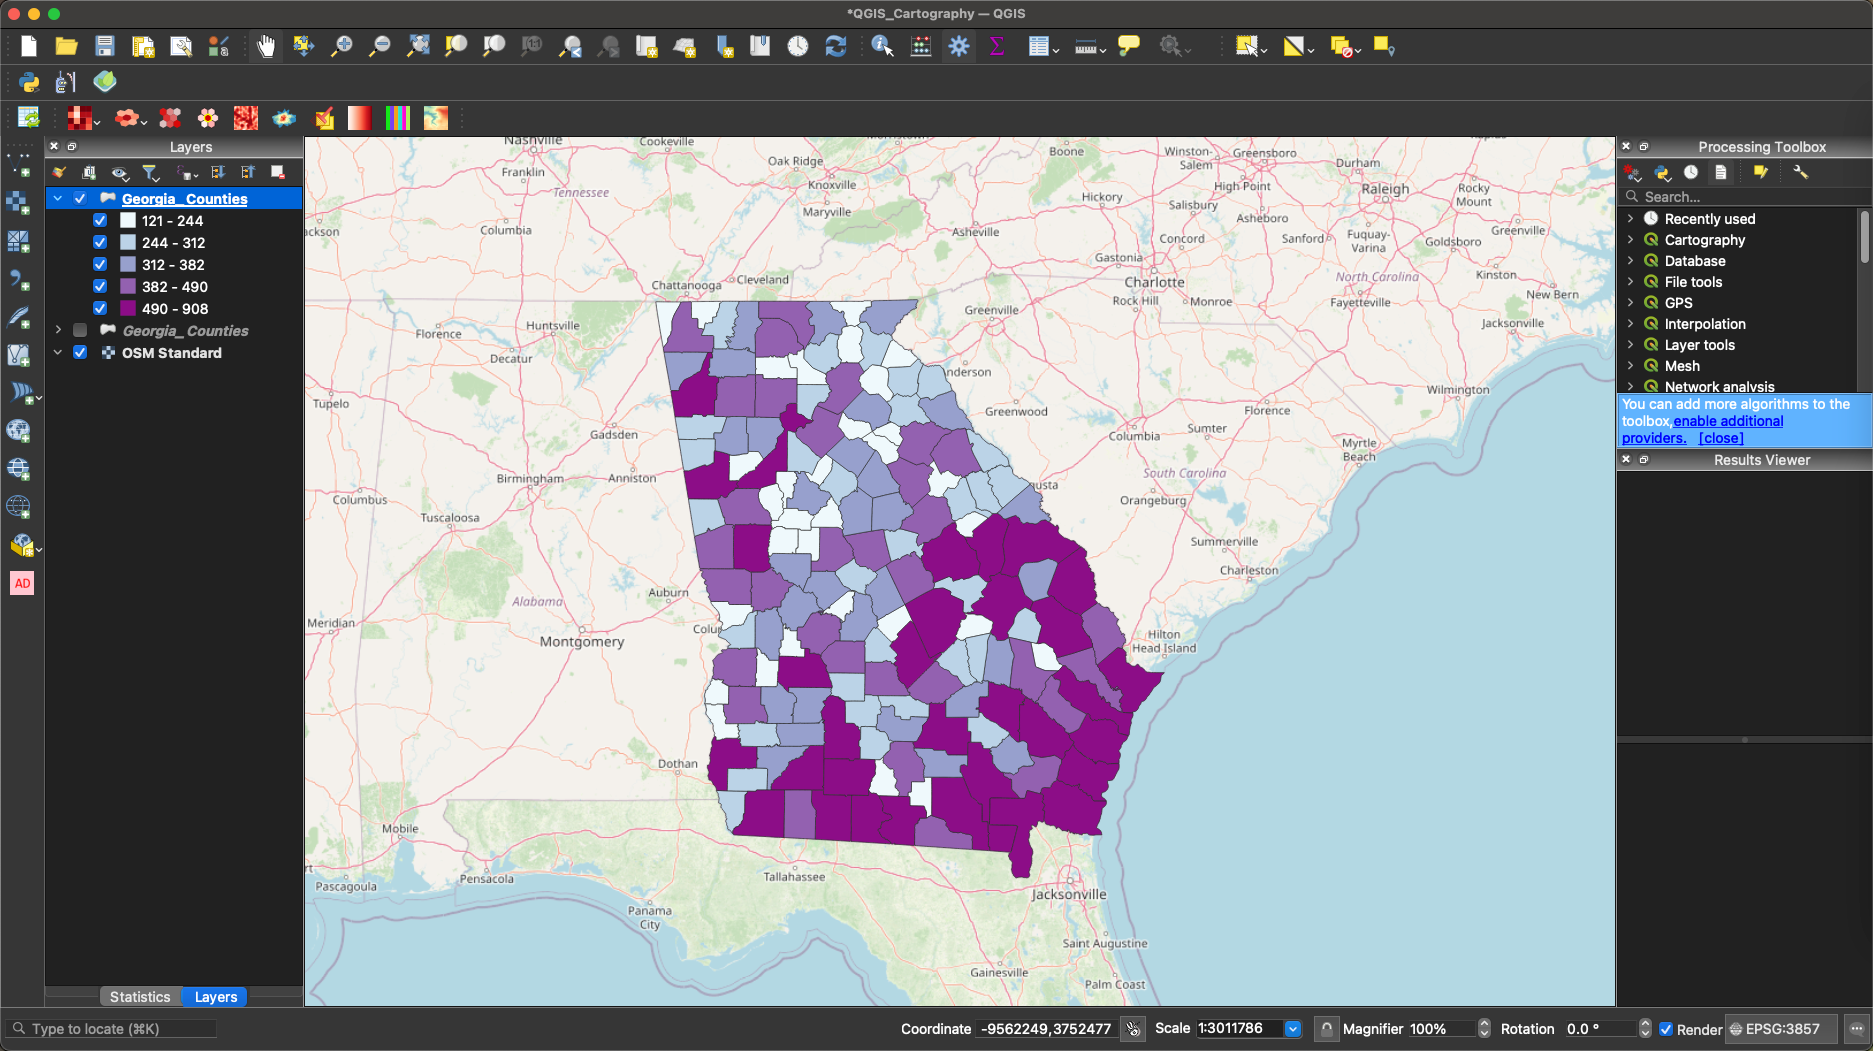 *QGIS_Cartography — QGIS
Layers
Georgia_ Counties
121 - 244
244 - 312
312 - 382
382 - 490
490 - 908
Georgia_ Counties
OSM Standard
Statistics
Layers
AD
Nashville
Cookeville
Boone
Winston-
Salem
Greensboro
Durham
Oak Ridge
Franklin
Knoxville
High Point
Raleigh
Rocky
Mount
Tennessee
Hickory
Maryville
Salisbury
Asheboro
Greenville
ckson
Columbia
Asheville
Concord
Sanford
Fuquay-
Varina
Goldsboro
Gastonia
Chattanooga
Cleveland
Charlotte
North Carolina
Kinston
Rock Hill
Monroe
Fayetteville
New Bern
Greenville
Florence
Huntsville
Jacksonville
Decatur
anderson
Wilmington
Tupelo
Greenwood
Florence
Gadsden
Columbia
Sumter
Myrtle
Beach
Birmingham
Anniston
South Carolina
usta
Columbus
Orangeburg
Tuscaloosa
Summerville
Charleston
Auburn
Alabama
Meridian
Colu
Montgomery
Hilton
Head Island
Dothan
Mobile
Tallahassee
Pensacola
Pascagoula
Jacksonville
Panama
City
Saint Augustine
Gainesville
Palm Coast
Processing Toolbox
Search...
Recently used
Cartography
Database
File tools
GPS
Interpolation
Layer tools
Mesh
Network analysis
You can add more algorithms to the
toolbox,enable additional
providers. [close]
Results Viewer
Type to locate (⌘K)
Coordinate -9562249,3752477
Scale 1:3011786
Magnifier 100%
Rotation 0.0 °
Render
EPSG:3857